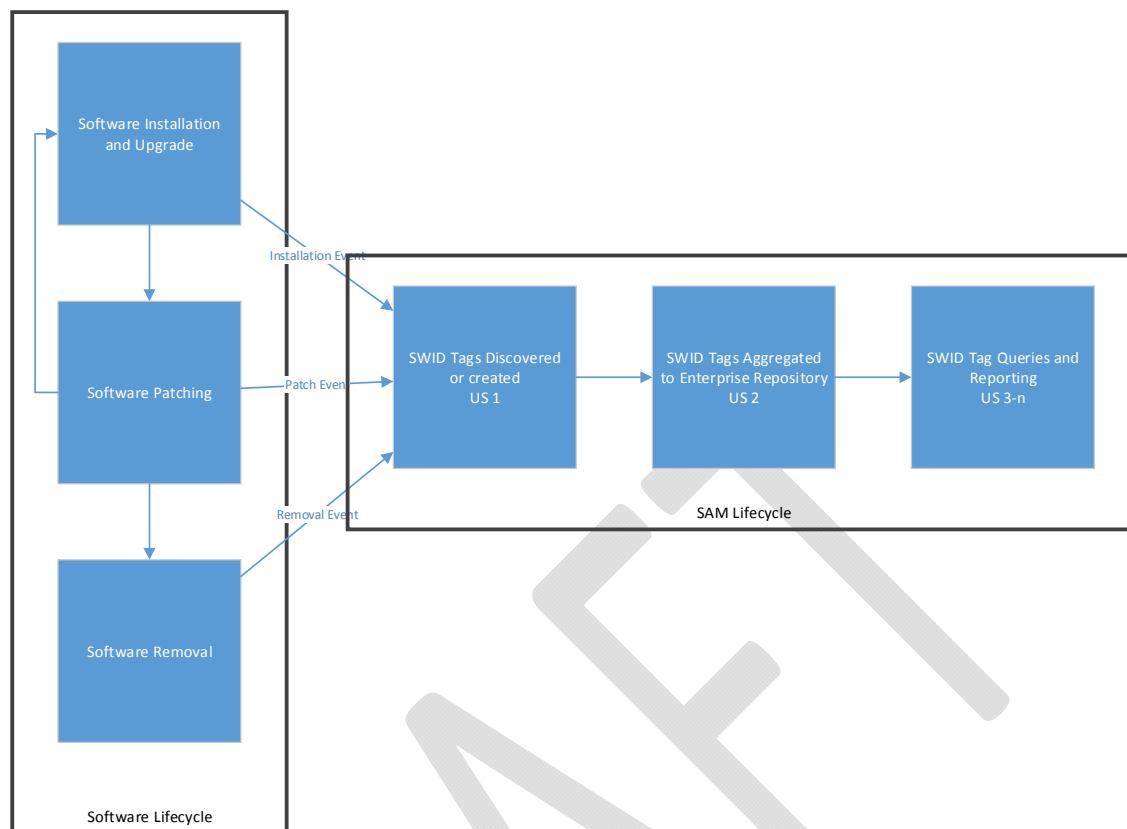 Software Installation
and Upgrade
Installation Event
Software Patching
Patch Event
Software Removal
Removal Event
Software Lifecycle
SWID Tags Discovered
or created
US 1
SWID Tags Aggregated
to Enterprise Repository
US 2
SWID Tag Queries and
Reporting
US 3-n
SAM Lifecycle